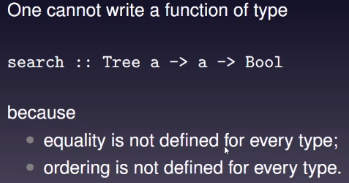 One cannot write a function of type
search :: Tree a -> a -> Bool
because
• equality is not defined for every type;
• ordering is not defined for every type.